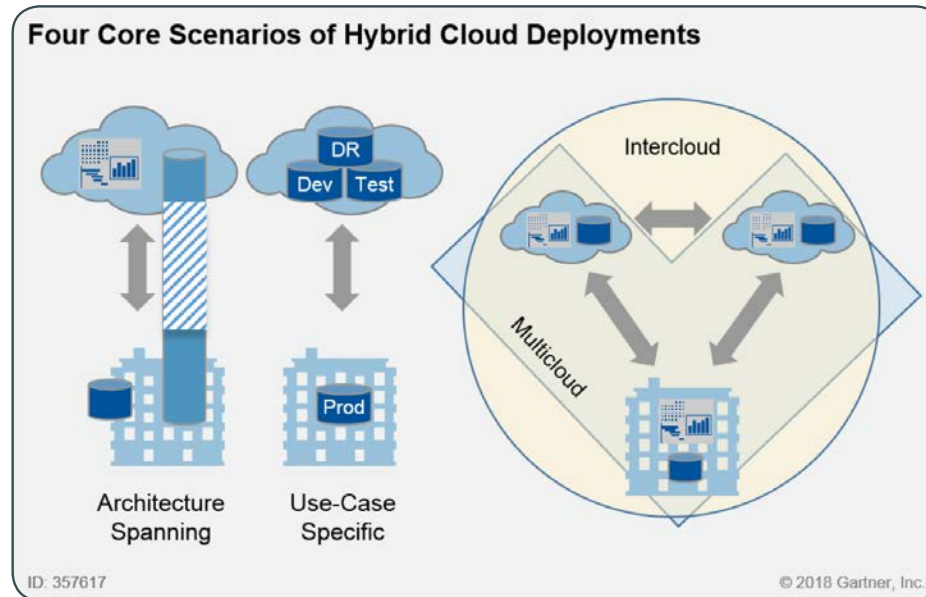 Four Core Scenarios of Hybrid Cloud Deployments
DR
Dev
Test
Prod
Architecture
Spanning
Use-Case
Specific
Intercloud
Multicloud
ID: 357617
© 2018 Gartner, Inc.